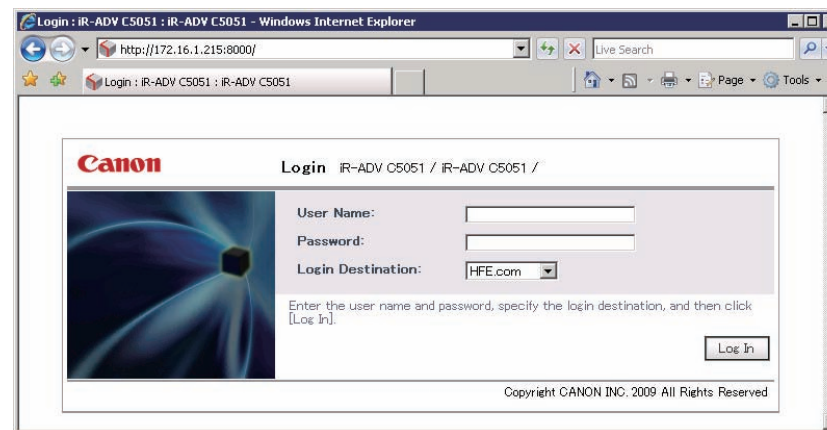 Login : iR-ADV C5051 : iR-ADV C5051 - Windows Internet Explorer
http://172.16.1.215:8000/
Live Search
Login : iR-ADV C5051 : iR-ADV C5051
Page
Tools
Canon
Login iR-ADV C5051 / iR-ADV C5051 /
User Name:
Password:
Login Destination:
HFE.com
Enter the user name and password, specify the login destination, and then click
[Log In].
Log In
Copyright CANON INC. 2009 All Rights Reserved